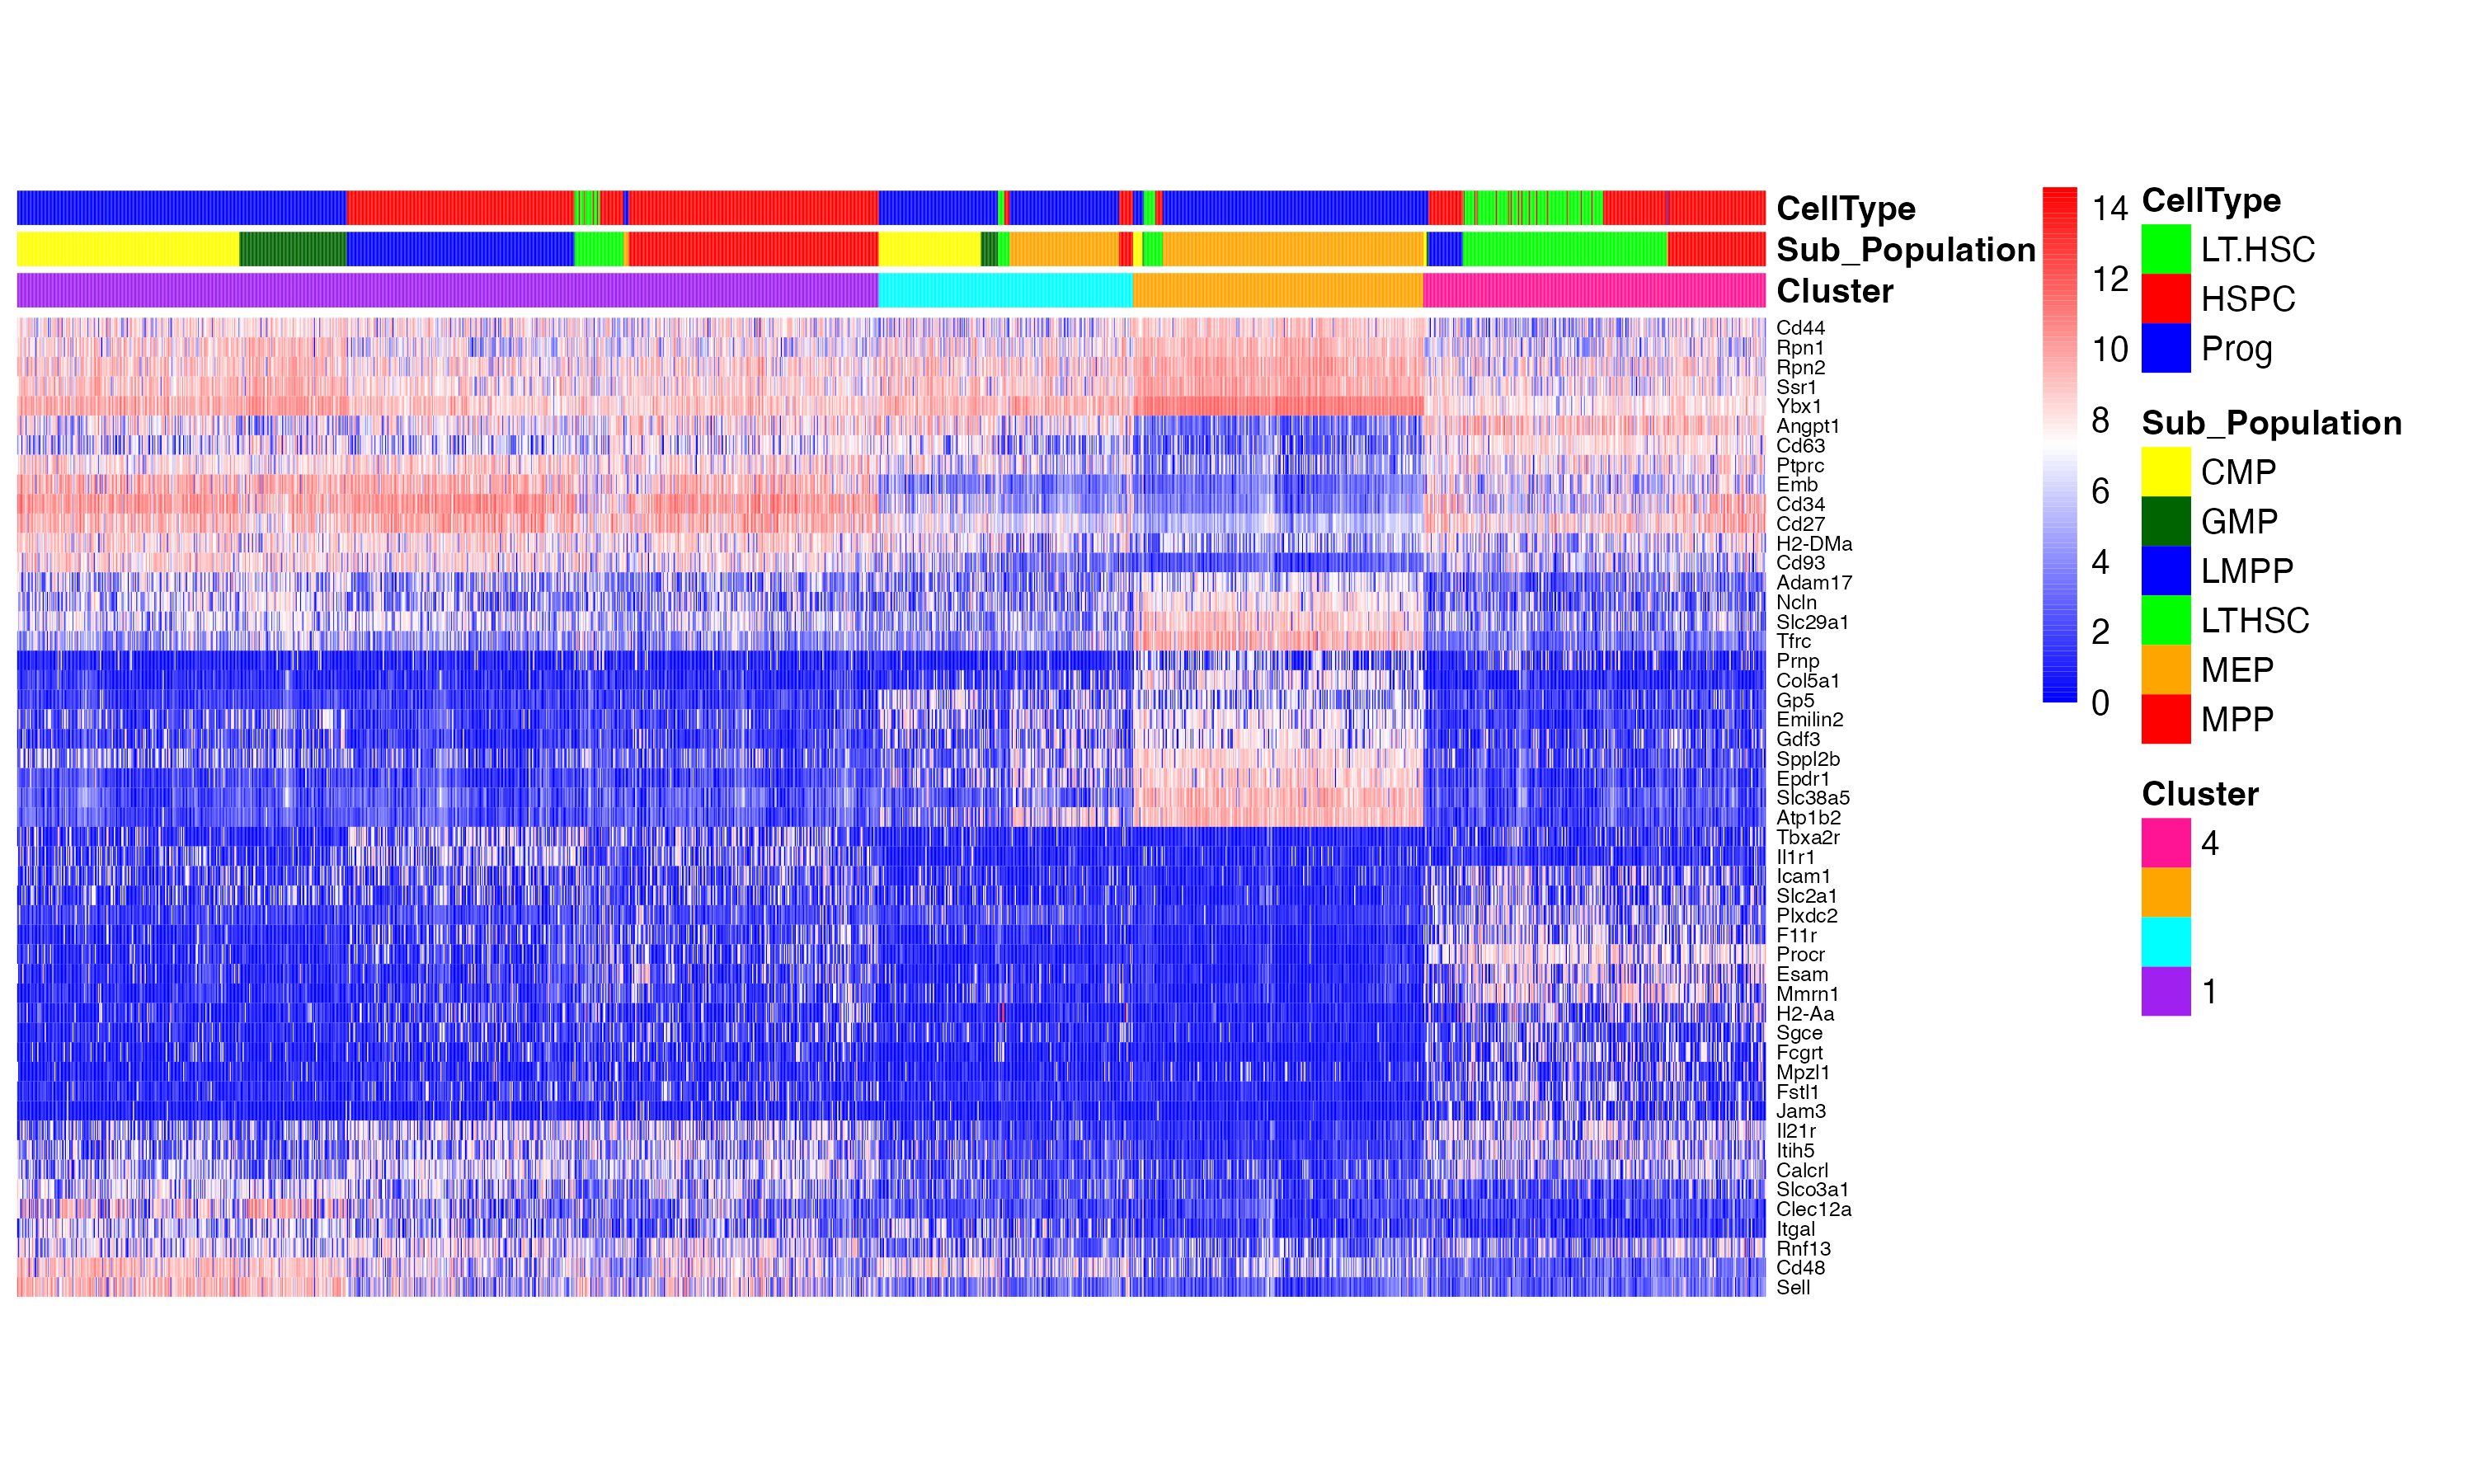 CellType
Sub_Population
Cluster
Cd44
Rpn1
Rpn2
Ssr1
Ybx1
Angpt1
Cd63
Ptprc
Emb
Cd34
Cd27
H2-DMa
Cd93
Adam17
Ncln
Slc29a1
Tfrc
Prnp
Col5a1
Gp5
Emilin2
Gdf3
Sppl2b
Epdr1
Slc38a5
Atp1b2
Tbxa2r
Il1r1
Icam1
Slc2a1
Plxdc2
F11r
Procr
Esam
Mmrn1
H2-Aa
Sgce
Fcgrt
Mpzl1
Fstl1
Jam3
Il21r
Itih5
Calcrl
Slco3a1
Clec12a
Itgal
Rnf13
Cd48
Sell
14
12
10
8
6
4
2
0
CellType
LT.HSC
HSPC
Prog
Sub_Population
CMP
GMP
LMPP
LTHSC
MEP
MPP
Cluster
4
1